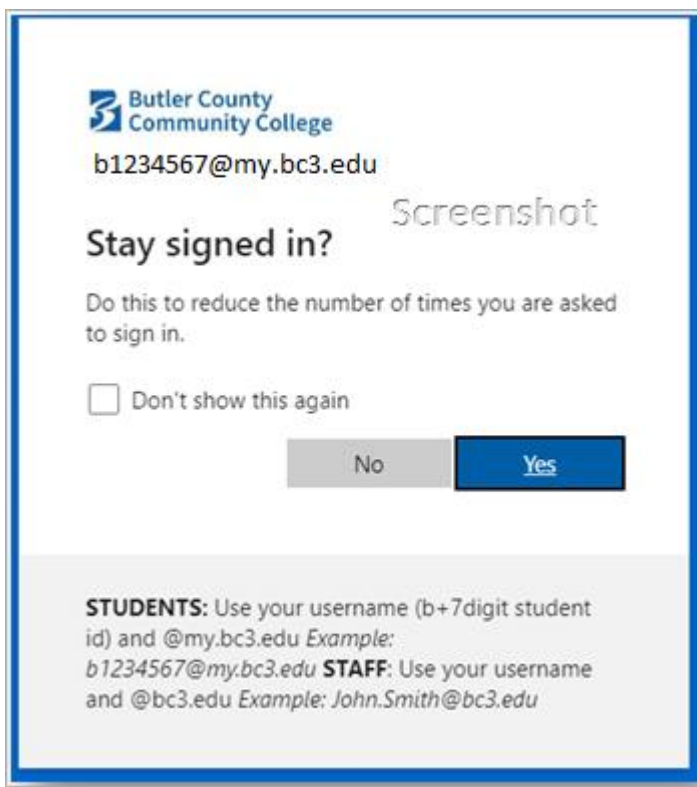 Butler County
Community College
b1234567@my.bc3.edu
Screenshot
Stay signed in?
Do this to reduce the number of times you are asked
to sign in.
Don't show this again
No
Yes
STUDENTS: Use your username (b+7digit student
id) and @my.bc3.edu Example:
b1234567@my.bc3.edu STAFF: Use your username
and @bc3.edu Example: John.Smith@bc3.edu